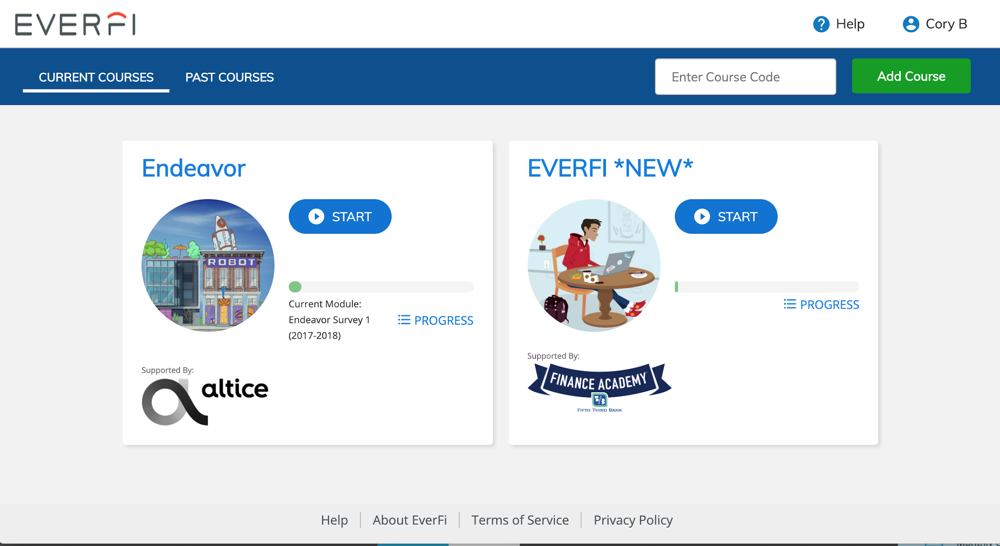 EVERFI
Help
Cory B
CURRENT COURSES
PAST COURSES
Enter Course Code
Add Course
Endeavor
START
ROBOT
Current Module:
Endeavor Survey 1
(2017-2018)
PROGRESS
Supported By:
altice
EVERFI *NEW*
START
PROGRESS
Supported By:
FINANCE ACADEMY
5/3
FIFTH THIRD BANK
Help
About EverFi
Terms of Service
Privacy Policy